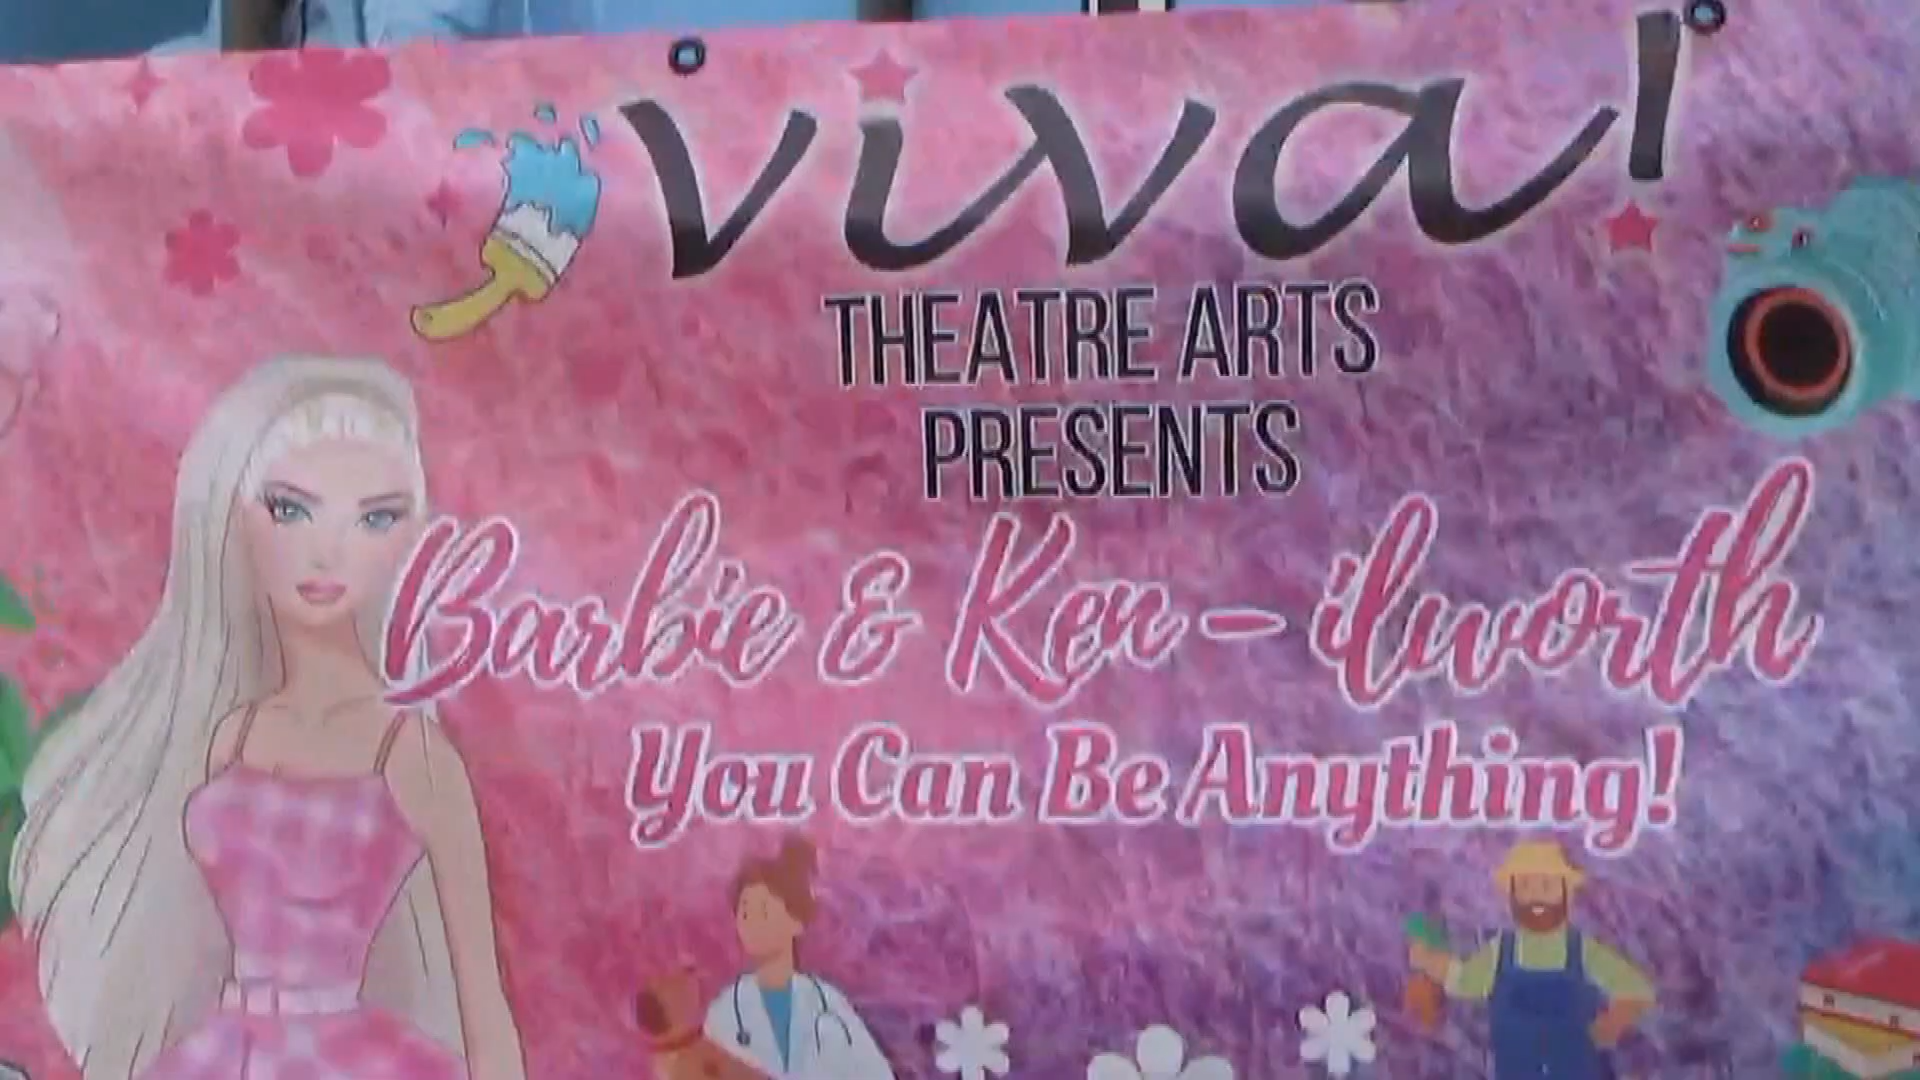 viva!
THEATRE ARTS
PRESENTS
Barbie & Ken-ilworth
You Can Be Anything!